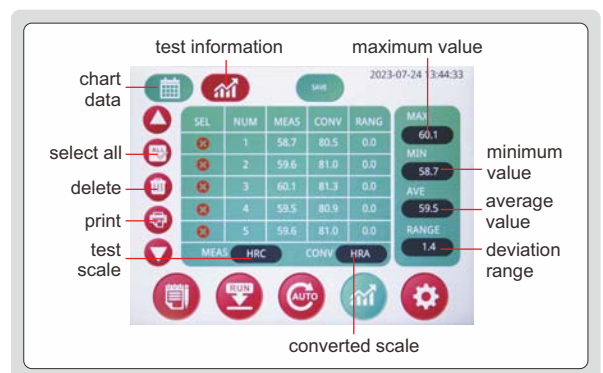 test information
maximum value
chart data
SAVE
2023-07-24 13:44:33
SEL NUM MEAS CONV RANG
1 58.7 80.5 0.0
2 59.6 81.0 0.0
3 60.1 81.3 0.0
4 59.5 80.9 0.0
5 59.6 81.0 0.0
MEAS HRC CONV HRA
MAX
60.1
MIN
58.7
AVE
59.5
RANGE
1.4
select all
ALL
delete
print
test
scale
minimum
value
average
value
deviation
range
RUN
AUTO
converted scale